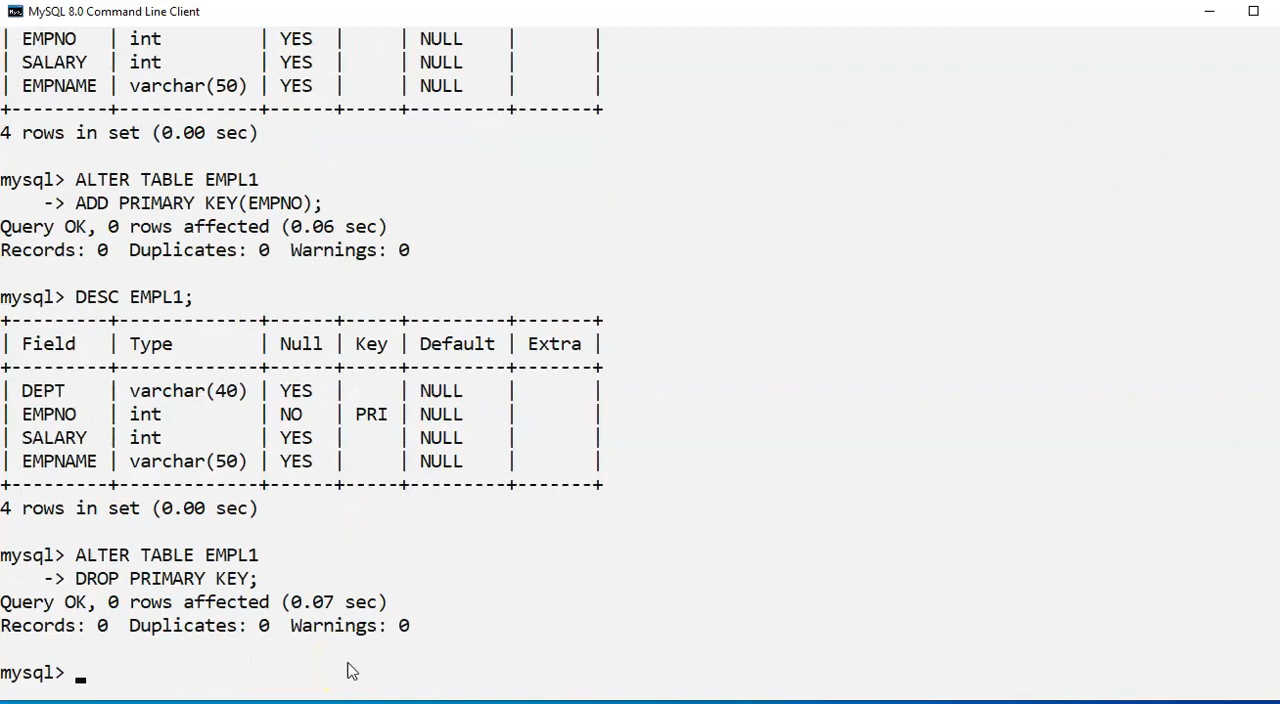 MySQL 8.0 Command Line Client
| EMPNO   | int         | YES  |     | NULL    |       |
| SALARY  | int         | YES  |     | NULL    |       |
| EMPNAME | varchar(50) | YES  |     | NULL    |       |
+---------+-------------+------+-----+---------+-------+
4 rows in set (0.00 sec)
mysql> ALTER TABLE EMPL1
    -> ADD PRIMARY KEY(EMPNO);
Query OK, 0 rows affected (0.06 sec)
Records: 0  Duplicates: 0  Warnings: 0
mysql> DESC EMPL1;
+---------+-------------+------+-----+---------+-------+
| Field   | Type        | Null | Key | Default | Extra |
+---------+-------------+------+-----+---------+-------+
| DEPT    | varchar(40) | YES  |     | NULL    |       |
| EMPNO   | int         | NO   | PRI | NULL    |       |
| SALARY  | int         | YES  |     | NULL    |       |
| EMPNAME | varchar(50) | YES  |     | NULL    |       |
+---------+-------------+------+-----+---------+-------+
4 rows in set (0.00 sec)
mysql> ALTER TABLE EMPL1
    -> DROP PRIMARY KEY;
Query OK, 0 rows affected (0.07 sec)
Records: 0  Duplicates: 0  Warnings: 0
mysql> _